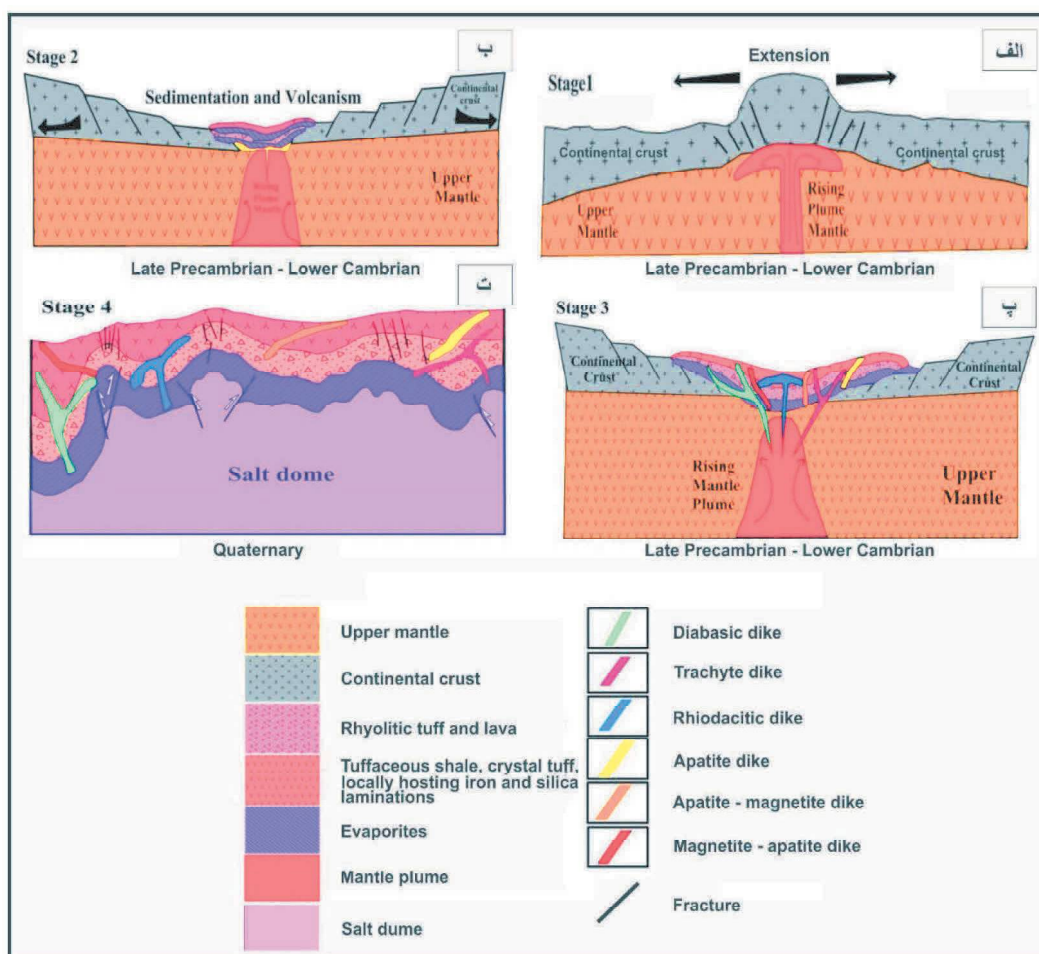 Stage 2
ب
Sedimentation and Volcanism
Continental
crust
Upper
Mantle
Late Precambrian - Lower Cambrian
الف
Extension
Stage1
Continental crust
Continental crust
Upper
Mantle
Rising
Plume
Mantle
Late Precambrian - Lower Cambrian
Stage 4
ت
Salt dome
Quaternary
Stage 3
پ
Continental
Crust
Continental
Crust
Rising
Mantle
Plume
Upper
Mantle
Late Precambrian - Lower Cambrian
Upper mantle
Continental crust
Rhyolitic tuff and lava
Tuffaceous shale, crystal tuff,
locally hosting iron and silica
laminations
Evaporites
Mantle plume
Salt dume
Diabasic dike
Trachyte dike
Rhiodacitic dike
Apatite dike
Apatite - magnetite dike
Magnetite - apatite dike
Fracture